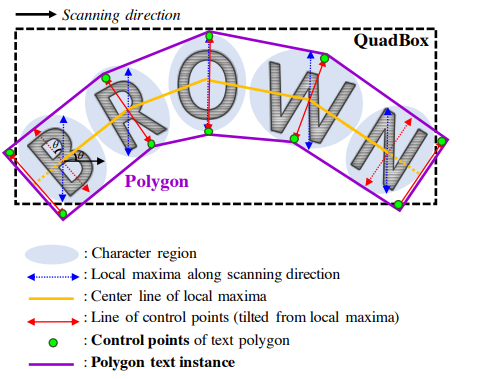 Scanning direction
QuadBox
BROWN
θ
Polygon
: Character region
: Local maxima along scanning direction
: Center line of local maxima
: Line of control points (tilted from local maxima)
: Control points of text polygon
: Polygon text instance